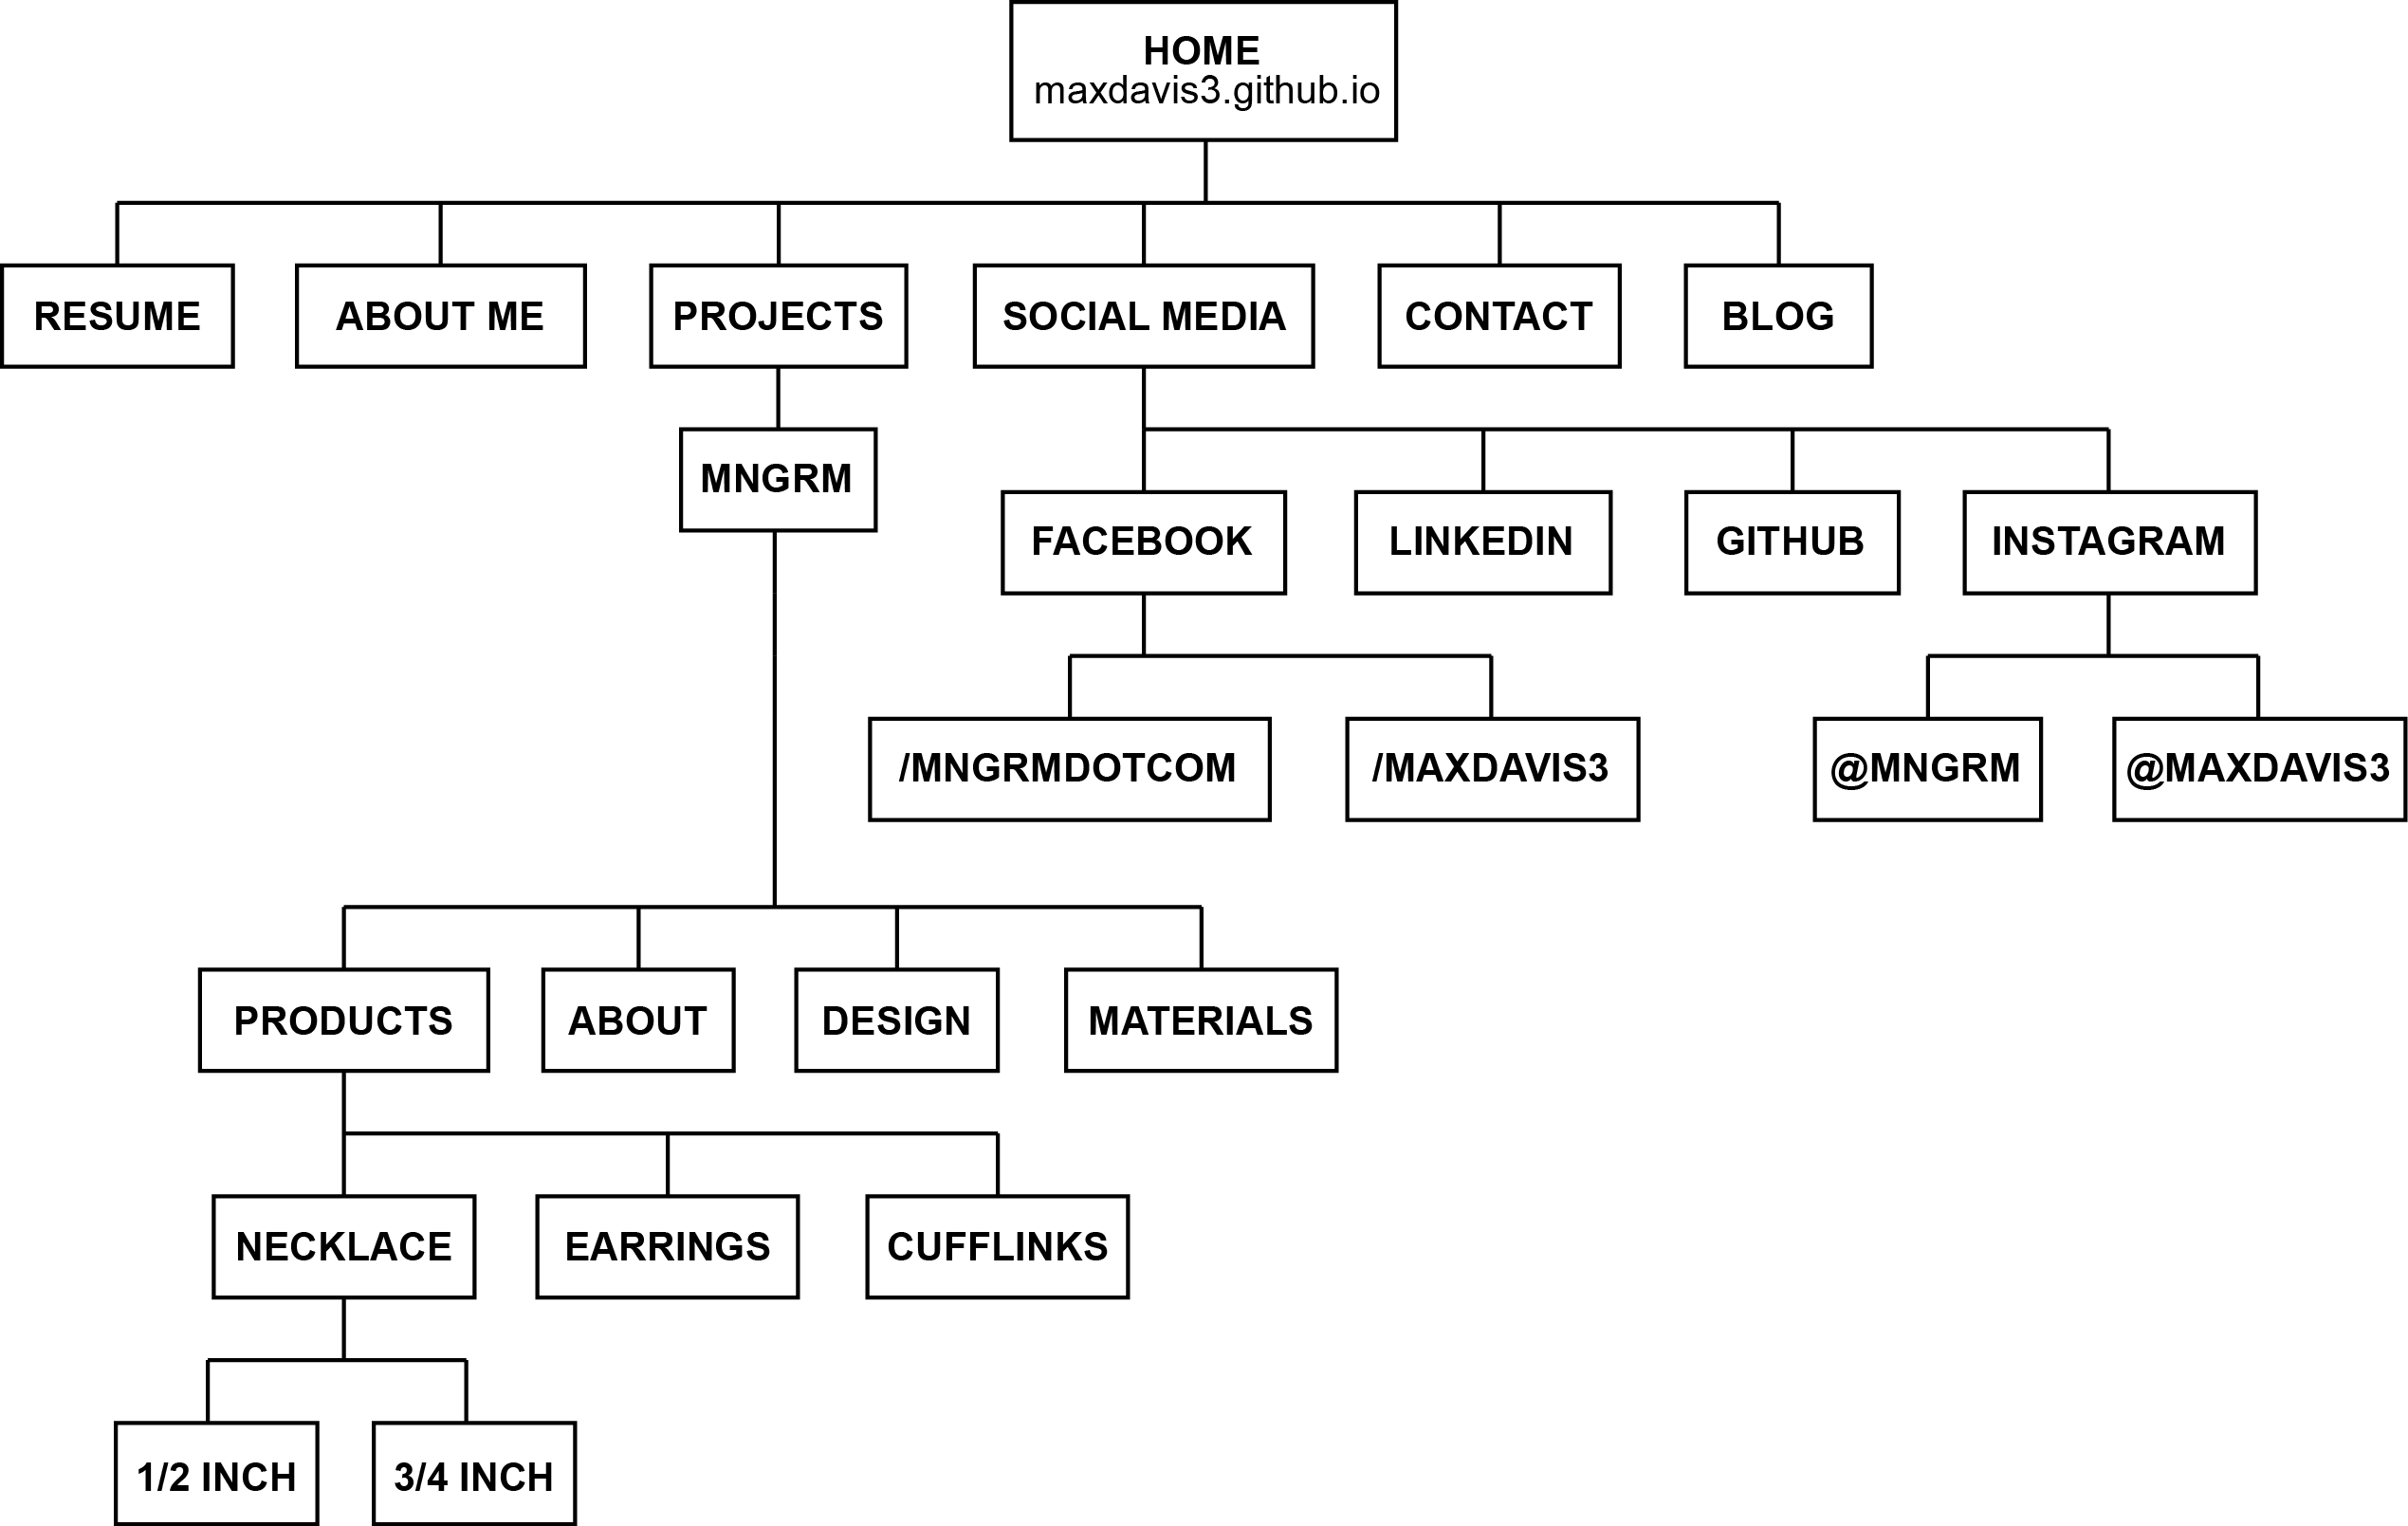 HOME
maxdavis3.github.io
RESUME
ABOUT ME
PROJECTS
SOCIAL MEDIA
CONTACT
BLOG
MNGRM
FACEBOOK
LINKEDIN
GITHUB
INSTAGRAM
/MNGRMDOTCOM
/MAXDAVIS3
@MNGRM
@MAXDAVIS3
PRODUCTS
ABOUT
DESIGN
MATERIALS
NECKLACE
EARRINGS
CUFFLINKS
1/2 INCH
3/4 INCH